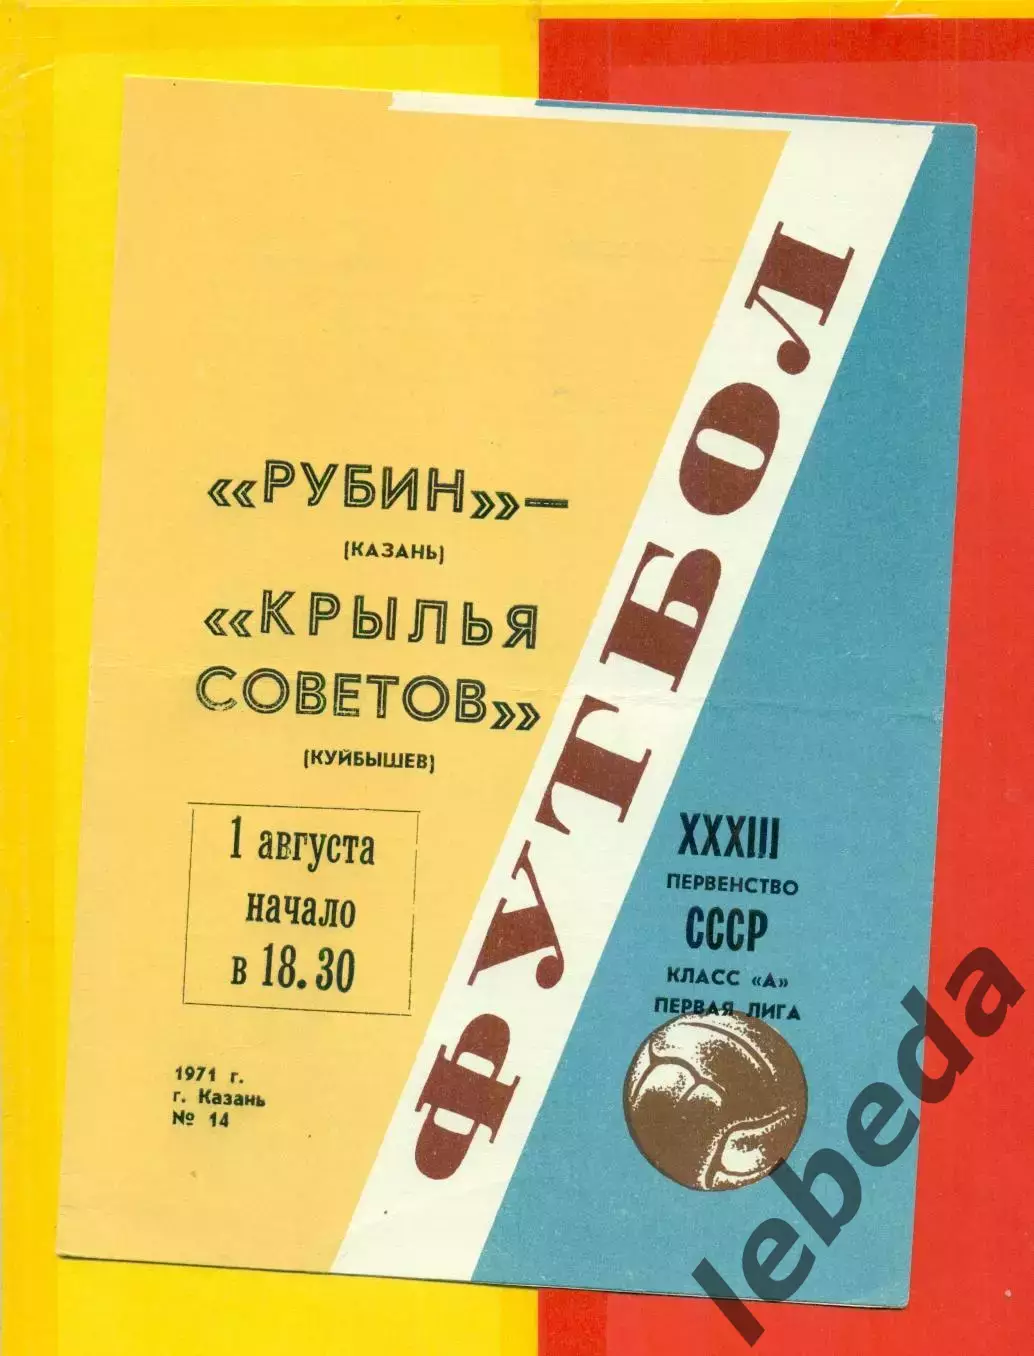 «РУБИН»—
(КАЗАНЬ)
«КРЫЛЬЯ
СОВЕТОВ»
(КУЙБЫШЕВ)
1 августа
начало
в 18.30
1971 г.
г. Казань
№ 14
ФУТБОЛ
XXXIII
ПЕРВЕНСТВО
СССР
КЛАСС «А»
ПЕРВАЯ ЛИГА
lebeda